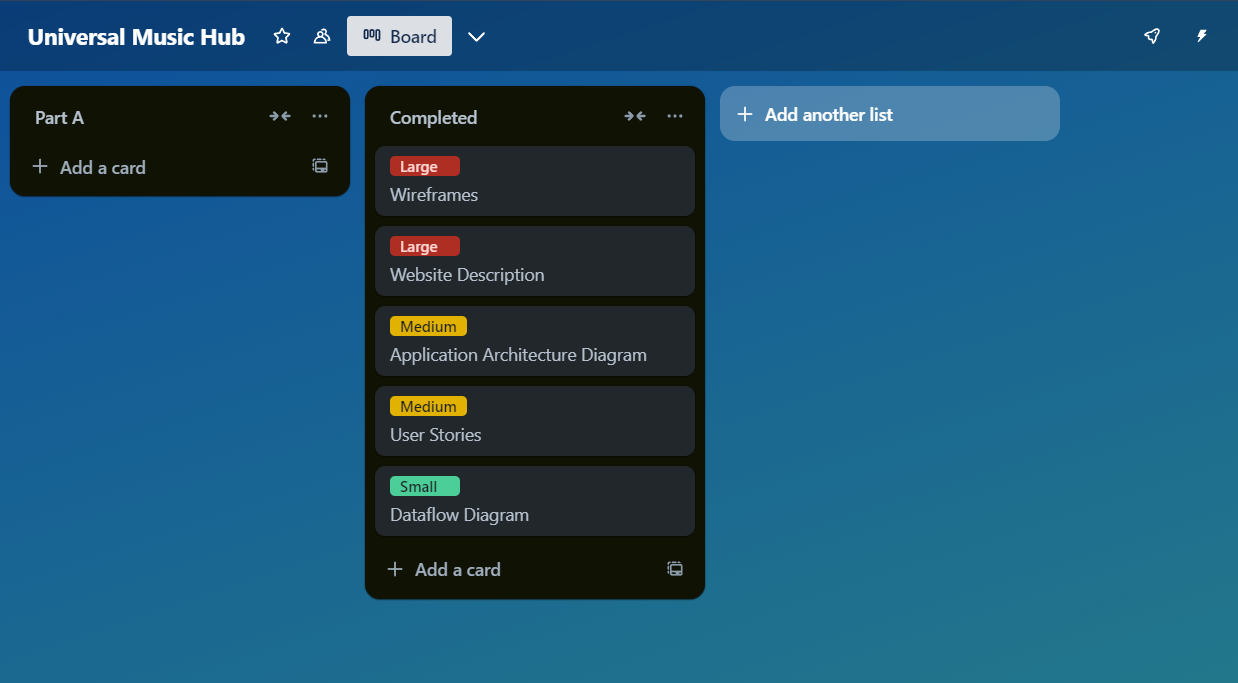 Universal Music Hub
Board
Part A
Add a card
Completed
Large
Wireframes
Large
Website Description
Medium
Application Architecture Diagram
Medium
User Stories
Small
Dataflow Diagram
Add a card
Add another list